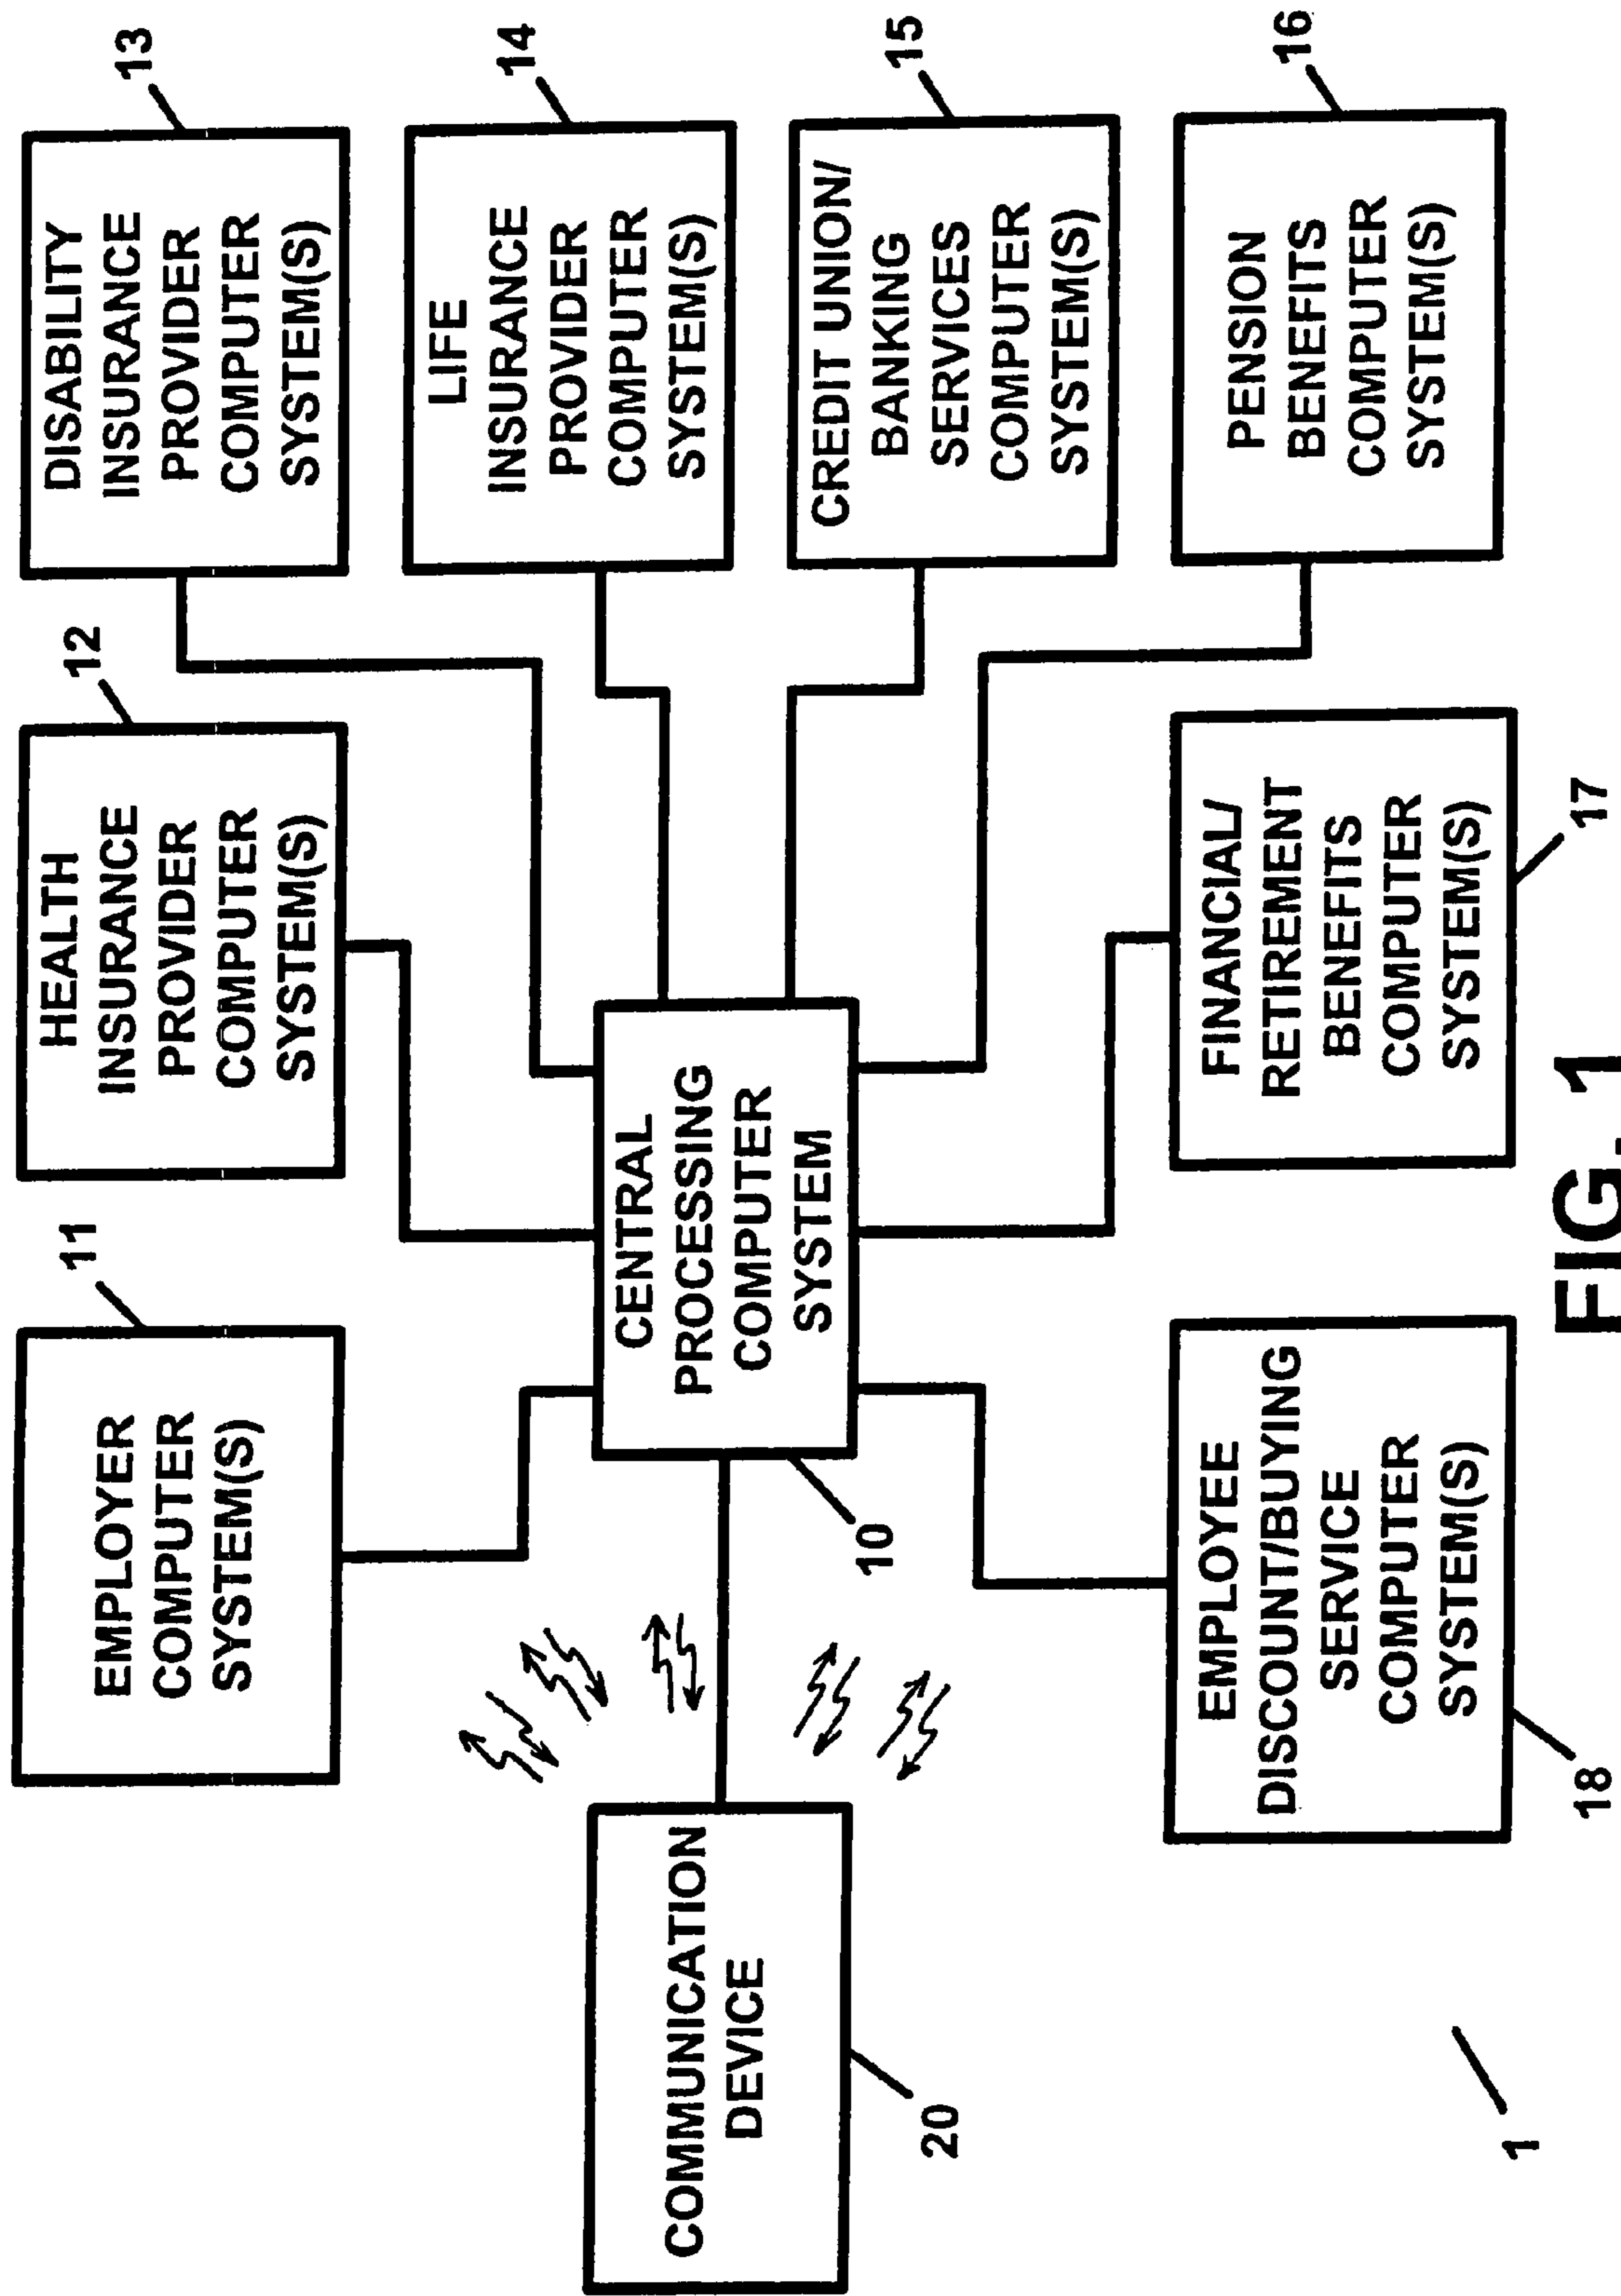 11
EMPLOYER
COMPUTER
SYSTEM(S)
12
HEALTH
INSURANCE
PROVIDER
COMPUTER
SYSTEM(S)
13
DISABILITY
INSURANCE
PROVIDER
COMPUTER
SYSTEM(S)
14
LIFE
INSURANCE
PROVIDER
COMPUTER
SYSTEM(S)
COMMUNICATION
DEVICE
20
CENTRAL
PROCESSING
COMPUTER
SYSTEM
10
15
CREDIT UNION/
BANKING
SERVICES
COMPUTER
SYSTEM(S)
16
PENSION
BENEFITS
COMPUTER
SYSTEM(S)
EMPLOYEE
DISCOUNT/BUYING
SERVICE
COMPUTER
SYSTEM(S)
18
FINANCIAL/
RETIREMENT
BENEFITS
COMPUTER
SYSTEM(S)
17
1
FIG. 1